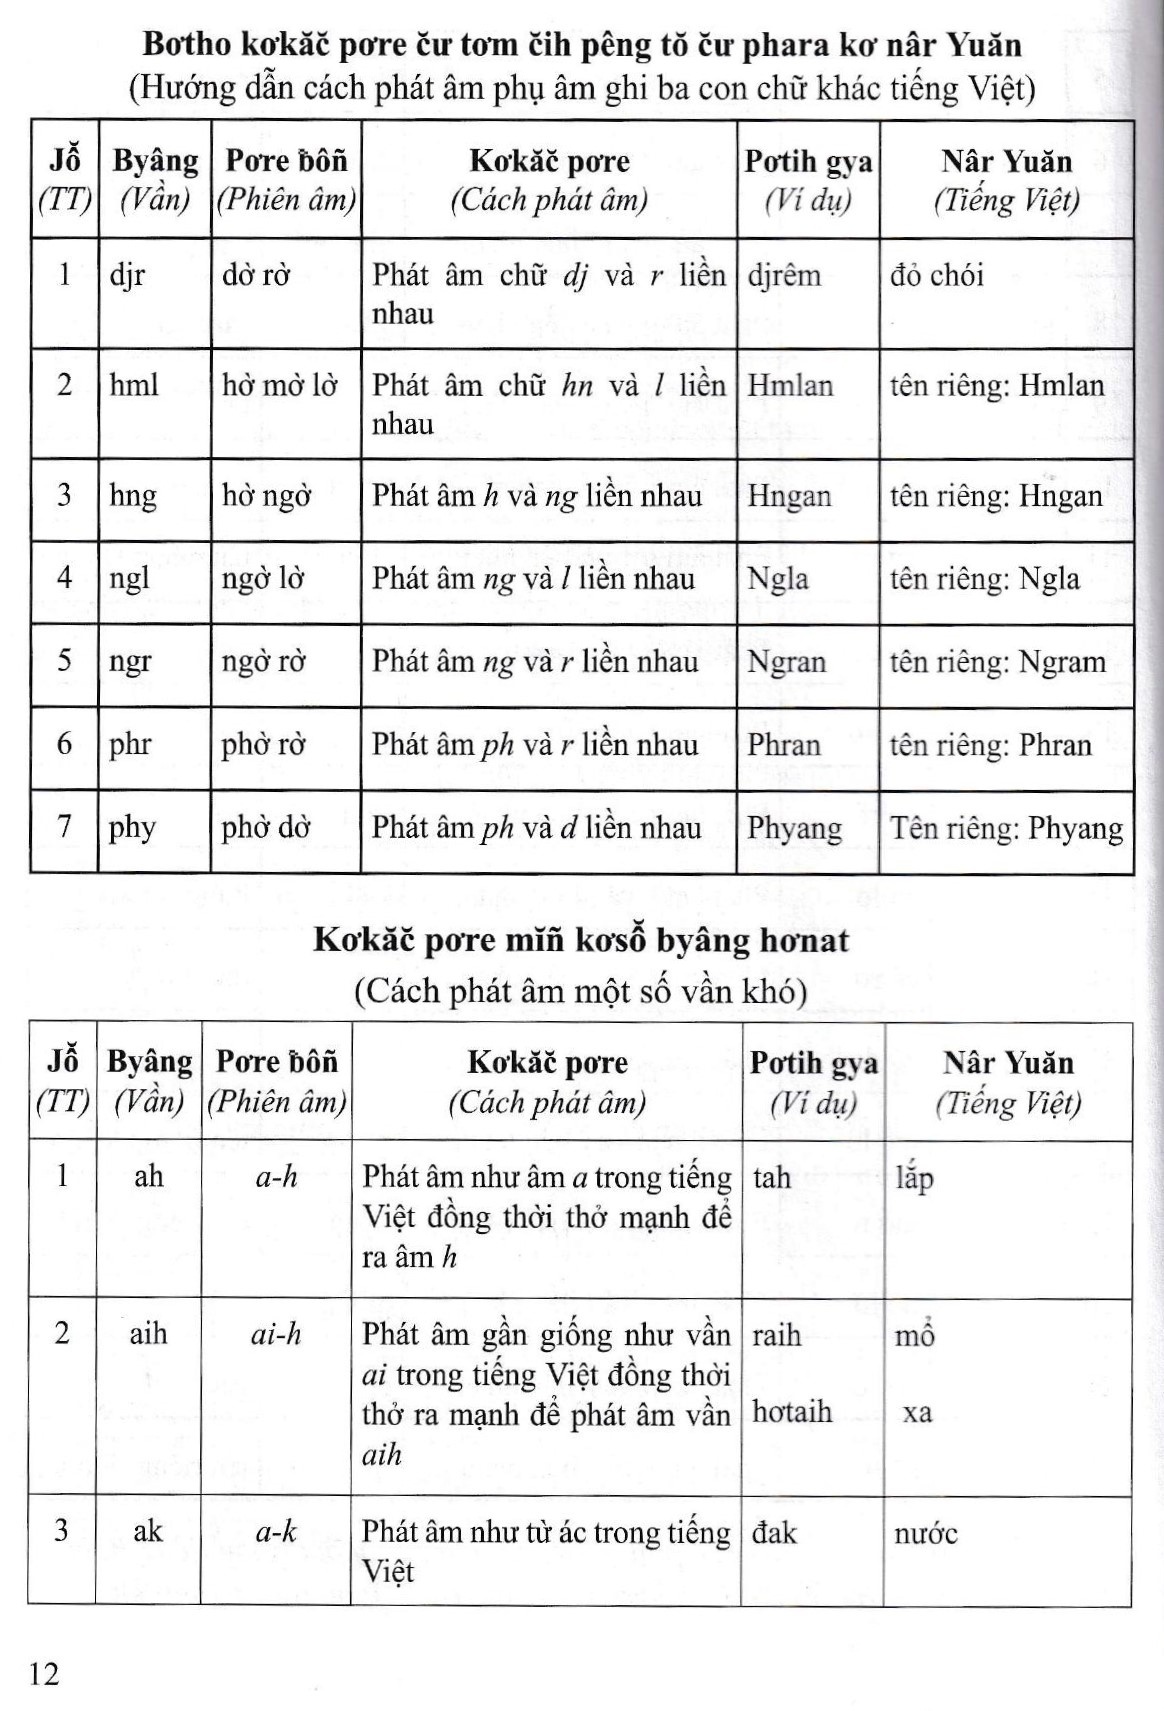 Bơtho kơkăč pơre čư tơm čih pêng tŏ čư phara kơ nâr Yuăn
(Hướng dẫn cách phát âm phụ âm ghi ba con chữ khác tiếng Việt)
Jỗ̆ Byâng Pơre ƀôñ Kơkăč pơre Pơtih gya Nâr Yuăn
(TT) (Vần) (Phiên âm) (Cách phát âm) (Ví dụ) (Tiếng Việt)
1 djr dờ rờ Phát âm chữ dj và r liền djrêm đỏ chói
nhau
2 hml hờ mờ lờ Phát âm chữ hn và l liền Hmlan tên riêng: Hmlan
nhau
3 hng hờ ngờ Phát âm h và ng liền nhau Hngan tên riêng: Hngan
4 ngl ngờ lờ Phát âm ng và l liền nhau Ngla tên riêng: Ngla
5 ngr ngờ rờ Phát âm ng và r liền nhau Ngran tên riêng: Ngram
6 phr phờ rờ Phát âm ph và r liền nhau Phran tên riêng: Phran
7 phy phờ dờ Phát âm ph và d liền nhau Phyang Tên riêng: Phyang
Kơkăč pơre mĭñ kơsô̆ byâng hơnat
(Cách phát âm một số vần khó)
Jô̆ Byâng Pơre ƀôñ Kơkăč pơre Pơtih gya Nâr Yuăn
(TT) (Vần) (Phiên âm) (Cách phát âm) (Ví dụ) (Tiếng Việt)
1 ah a-h Phát âm như âm a trong tiếng tah lắp
Việt đồng thời thở mạnh để
ra âm h
2 aih ai-h Phát âm gần giống như vần raih mổ
ai trong tiếng Việt đồng thời
thở ra mạnh để phát âm vần hơtaih xa
aih
3 ak a-k Phát âm như từ ác trong tiếng đak nước
Việt
12